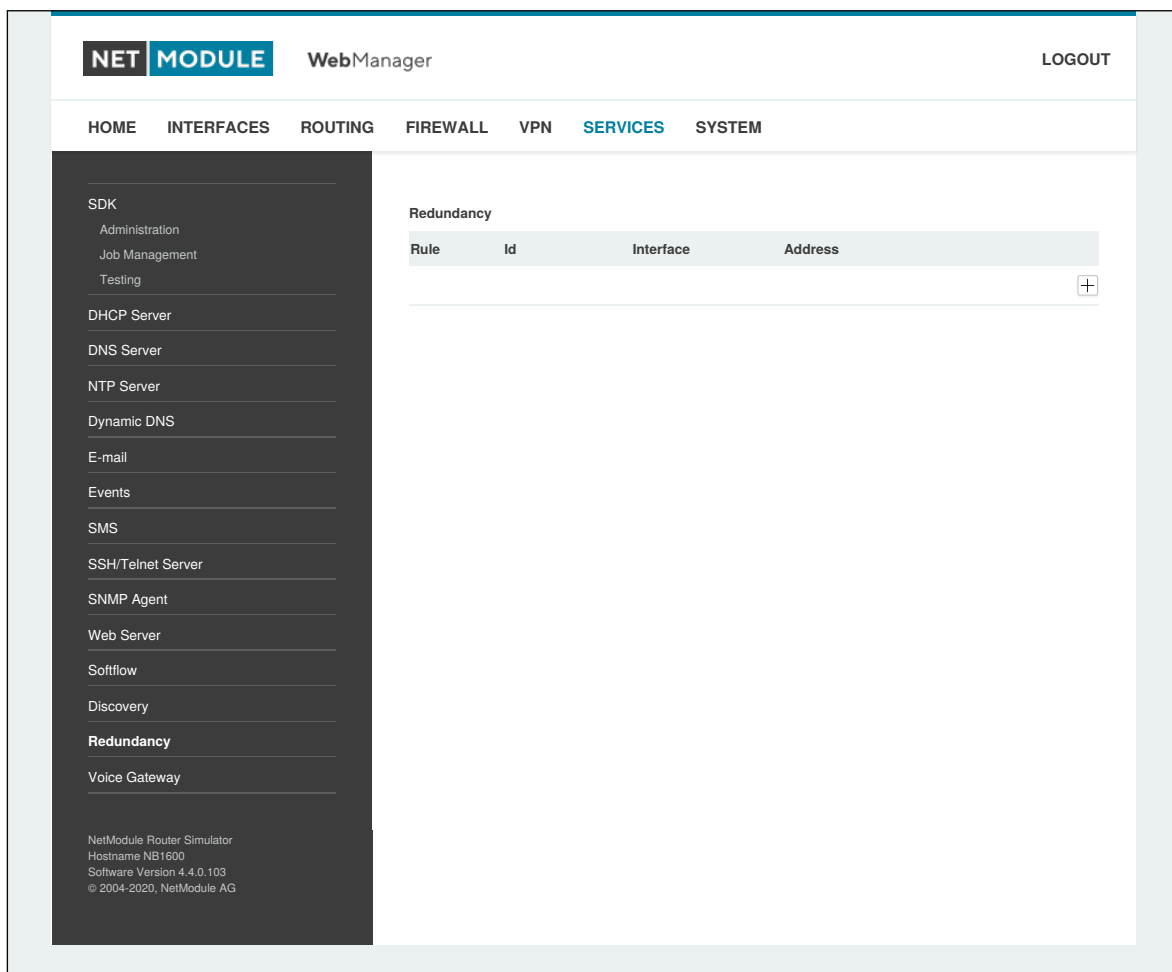 NET MODULE WebManager LOGOUT
HOME INTERFACES ROUTING FIREWALL VPN SERVICES SYSTEM
SDK
Administration
Job Management
Testing
DHCP Server
DNS Server
NTP Server
Dynamic DNS
E-mail
Events
SMS
SSH/Telnet Server
SNMP Agent
Web Server
Softflow
Discovery
Redundancy
Voice Gateway
NetModule Router Simulator
Hostname NB1600
Software Version 4.4.0.103
© 2004-2020, NetModule AG
Redundancy
Rule Id Interface Address